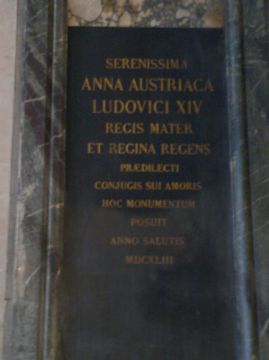 SERENISSIMA
ANNA AUSTRIACA
LUDOVICI XIV
REGIS MATER
ET REGINA REGENS
PRÆDILECTI
CONJUGIS SUI AMORIS
HOC MONUMENTUM
POSUIT
ANNO SALUTIS
MDCXLIII